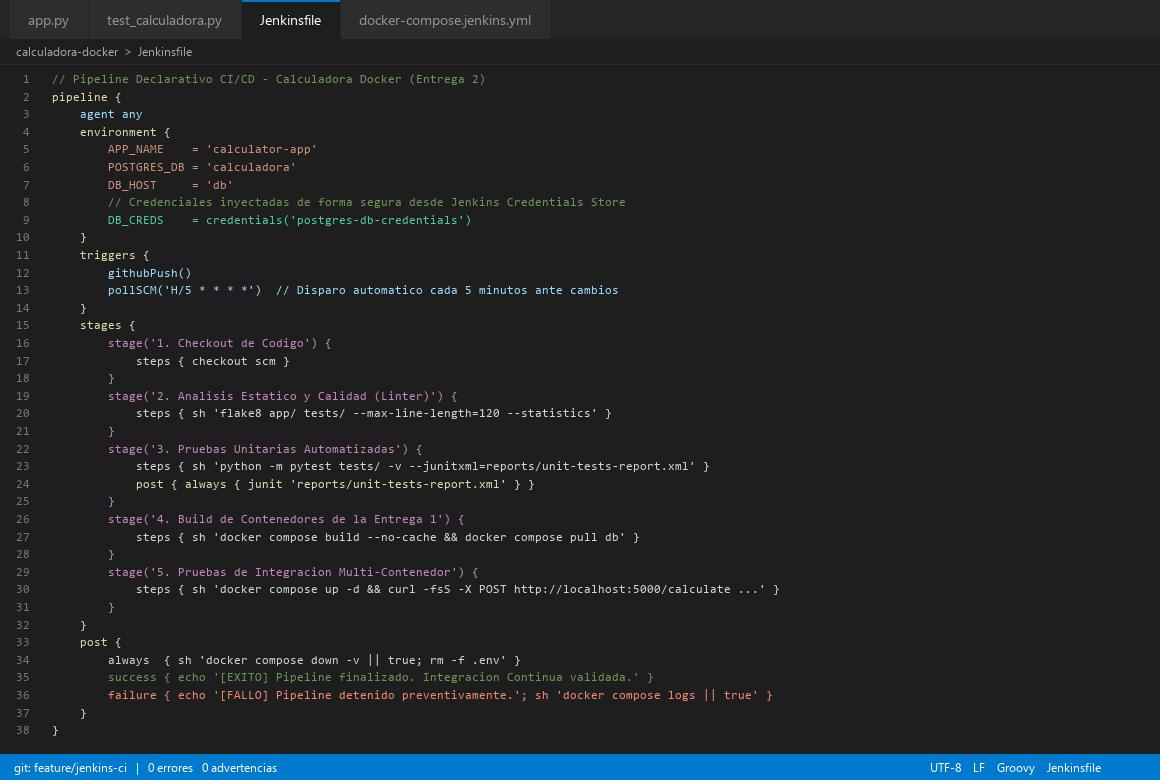 app.py   test_calculadora.py   Jenkinsfile   docker-compose.jenkins.yml
calculadora-docker > Jenkinsfile
1   // Pipeline Declarativo CI/CD - Calculadora Docker (Entrega 2)
2   pipeline {
3       agent any
4       environment {
5           APP_NAME    = 'calculator-app'
6           POSTGRES_DB = 'calculadora'
7           DB_HOST     = 'db'
8           // Credenciales inyectadas de forma segura desde Jenkins Credentials Store
9           DB_CREDS    = credentials('postgres-db-credentials')
10      }
11      triggers {
12          githubPush()
13          pollSCM('H/5 * * * *')  // Disparo automatico cada 5 minutos ante cambios
14      }
15      stages {
16          stage('1. Checkout de Codigo') {
17              steps { checkout scm }
18          }
19          stage('2. Analisis Estatico y Calidad (Linter)') {
20              steps { sh 'flake8 app/ tests/ --max-line-length=120 --statistics' }
21          }
22          stage('3. Pruebas Unitarias Automatizadas') {
23              steps { sh 'python -m pytest tests/ -v --junitxml=reports/unit-tests-report.xml' }
24              post { always { junit 'reports/unit-tests-report.xml' } }
25          }
26          stage('4. Build de Contenedores de la Entrega 1') {
27              steps { sh 'docker compose build --no-cache && docker compose pull db' }
28          }
29          stage('5. Pruebas de Integracion Multi-Contenedor') {
30              steps { sh 'docker compose up -d && curl -fsS -X POST http://localhost:5000/calculate ...' }
31          }
32      }
33      post {
34          always  { sh 'docker compose down -v || true; rm -f .env' }
35          success { echo '[EXITO] Pipeline finalizado. Integracion Continua validada.' }
36          failure { echo '[FALLO] Pipeline detenido preventivamente.'; sh 'docker compose logs || true' }
37      }
38  }
git: feature/jenkins-ci | 0 errores 0 advertencias   UTF-8 LF Groovy Jenkinsfile